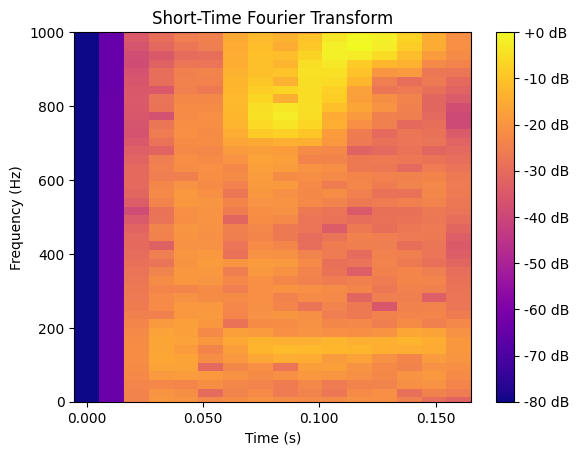 Short-Time Fourier Transform
1000
800
600
400
200
0
Frequency (Hz)
0.000
0.050
0.100
0.150
Time (s)
+0 dB
-10 dB
-20 dB
-30 dB
-40 dB
-50 dB
-60 dB
-70 dB
-80 dB